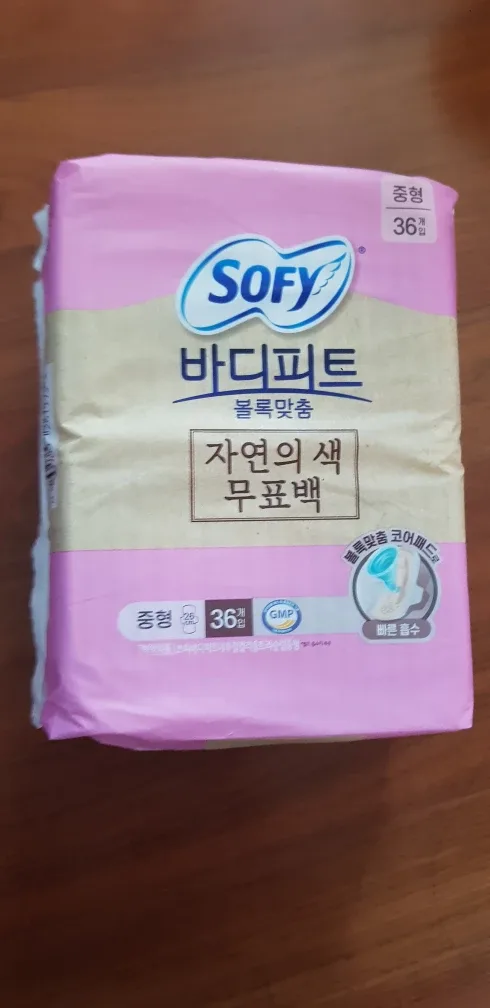 중형
36개입
SOFY
바디피트
볼록맞춤
자연의 색
무표백
볼록맞춤 코어패드로
빠른 흡수
중형 25cm 36개입 GMP